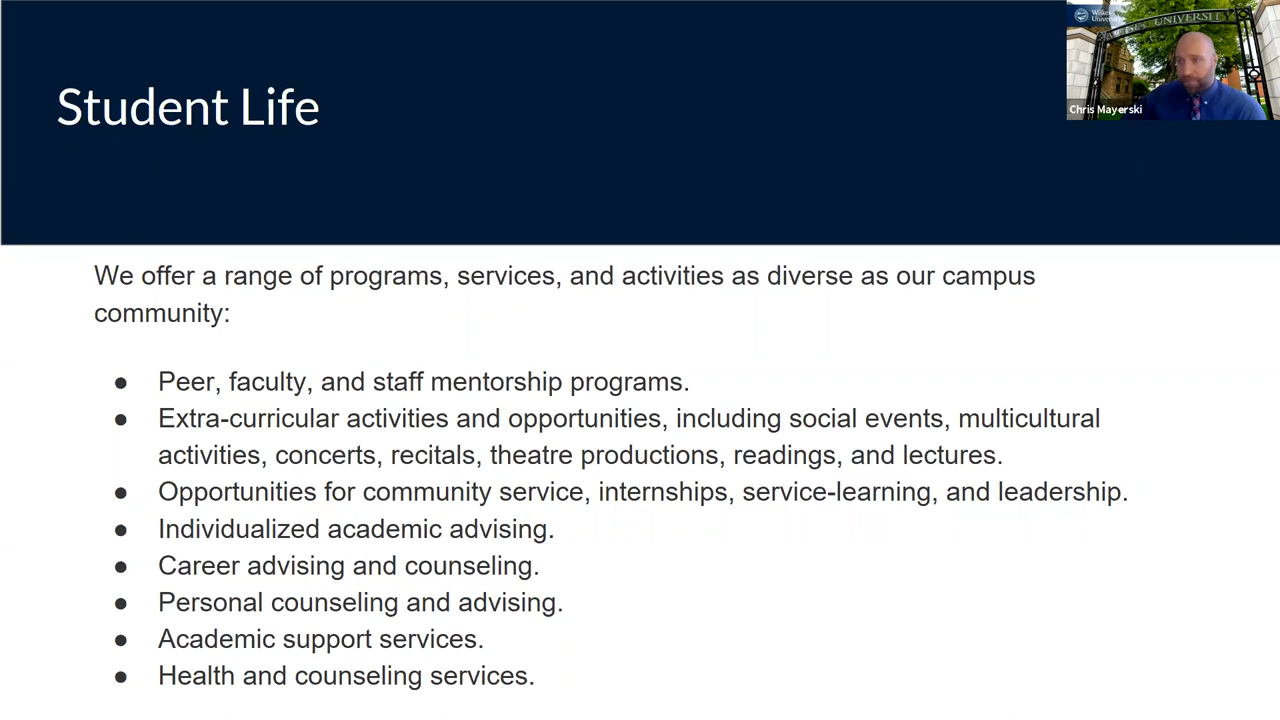 Student Life
Wilkes
University
UNIVERSITY
Chris Mayerski
We offer a range of programs, services, and activities as diverse as our campus
community:
● Peer, faculty, and staff mentorship programs.
● Extra-curricular activities and opportunities, including social events, multicultural
activities, concerts, recitals, theatre productions, readings, and lectures.
● Opportunities for community service, internships, service-learning, and leadership.
● Individualized academic advising.
● Career advising and counseling.
● Personal counseling and advising.
● Academic support services.
● Health and counseling services.